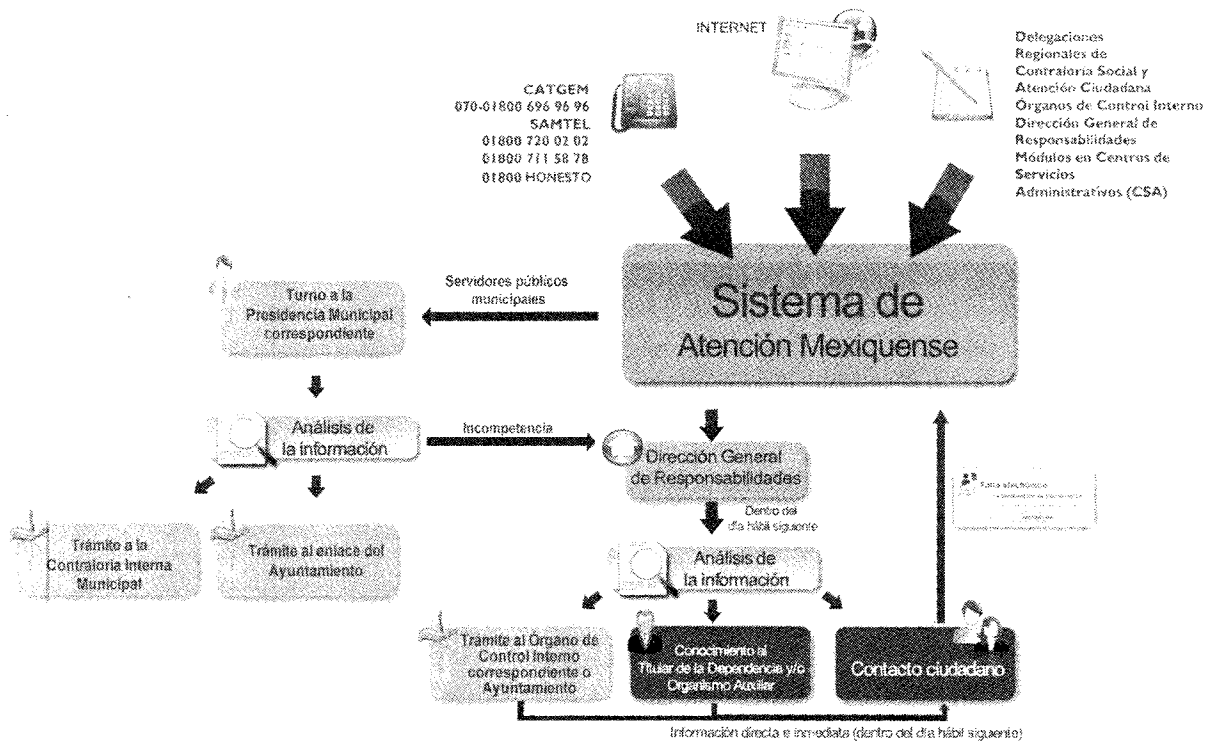 INTERNET
CATGEM
070-01800 696 96 96
SAMTEL
01800 720 02 02
01800 711 58 78
01800 HONESTO
Delegaciones
Regionales de
Contraloría Social y
Atención Ciudadana
Órganos de Control Interno
Dirección General de
Responsabilidades
Módulos en Centros de
Servicios
Administrativos (CSA)
Sistema de
Atención Mexiquense
Servidores públicos
municipales
Turno a la
Presidencia Municipal
correspondiente
Análisis de
la información
Incompetencia
Dirección General
de Responsabilidades
Dentro del
día hábil siguiente
Trámite a la
Contraloría Interna
Municipal
Trámite al enlace del
Ayuntamiento
Análisis de
la información
Trámite al Órgano de
Control Interno
correspondiente o
Ayuntamiento
Conocimiento al
Titular de la Dependencia y/o
Organismo Auxiliar
Contacto ciudadano
Información directa e inmediata (dentro del día hábil siguiente)